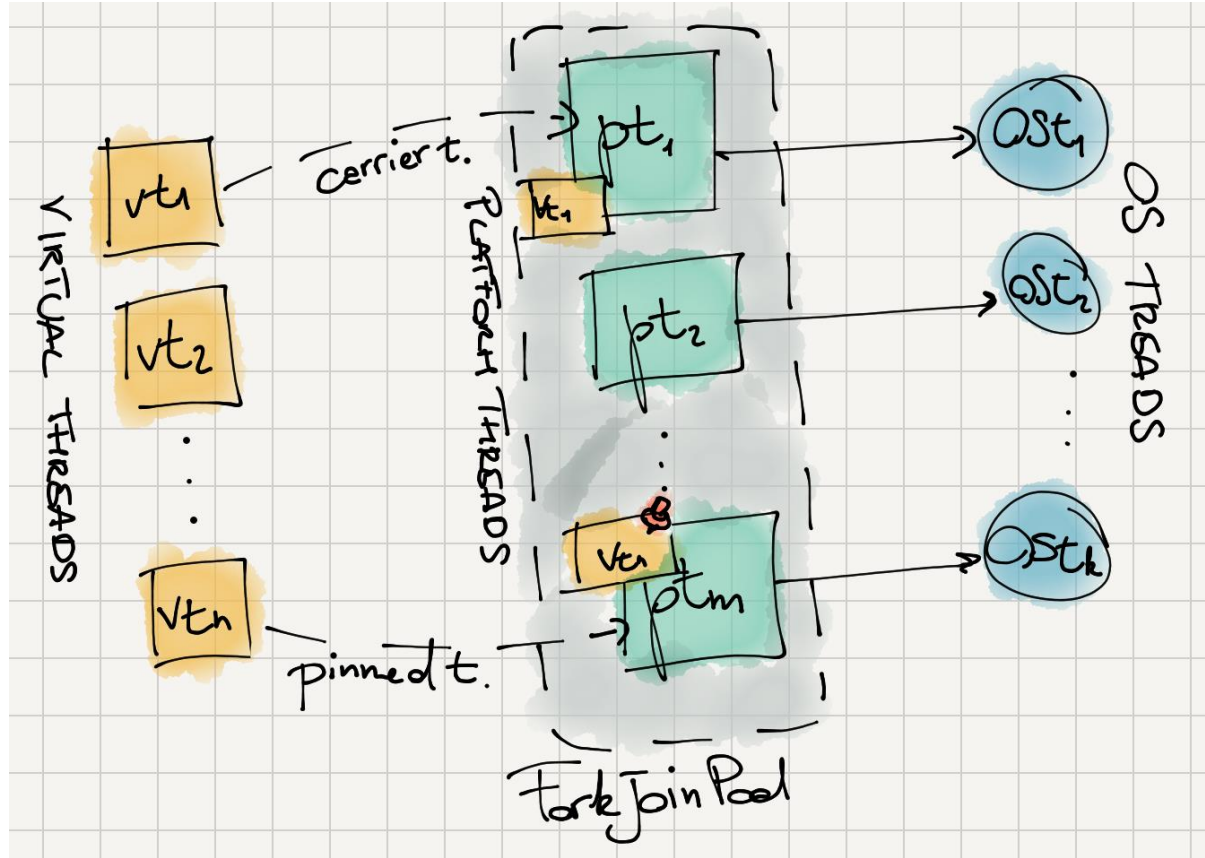 VIRTUAL THREADS
vt1
vt2
vtn
cerrier t.
pinned t.
PLATFORM THREADS
pt1
vt1
pt2
vtn
ptm
ForkJoinPool
OSt1
OSt2
OStk
OS TREADS